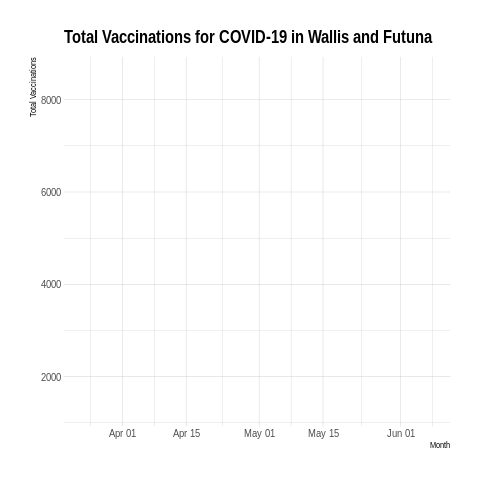 Total Vaccinations for COVID-19 in Wallis and Futuna
Total Vaccinations
8000
6000
4000
2000
Apr 01
Apr 15
May 01
May 15
Jun 01
Month